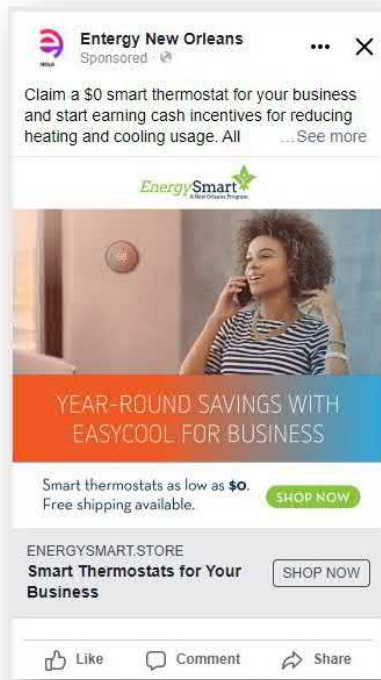 Entergy New Orleans
Sponsored ·
NOLA
Claim a $0 smart thermostat for your business
and start earning cash incentives for reducing
heating and cooling usage. All ...See more
EnergySmart
A New Orleans Program
68
YEAR-ROUND SAVINGS WITH
EASYCOOL FOR BUSINESS
Smart thermostats as low as $0.
Free shipping available.
SHOP NOW
ENERGYSMART.STORE
Smart Thermostats for Your
Business
SHOP NOW
Like Comment Share